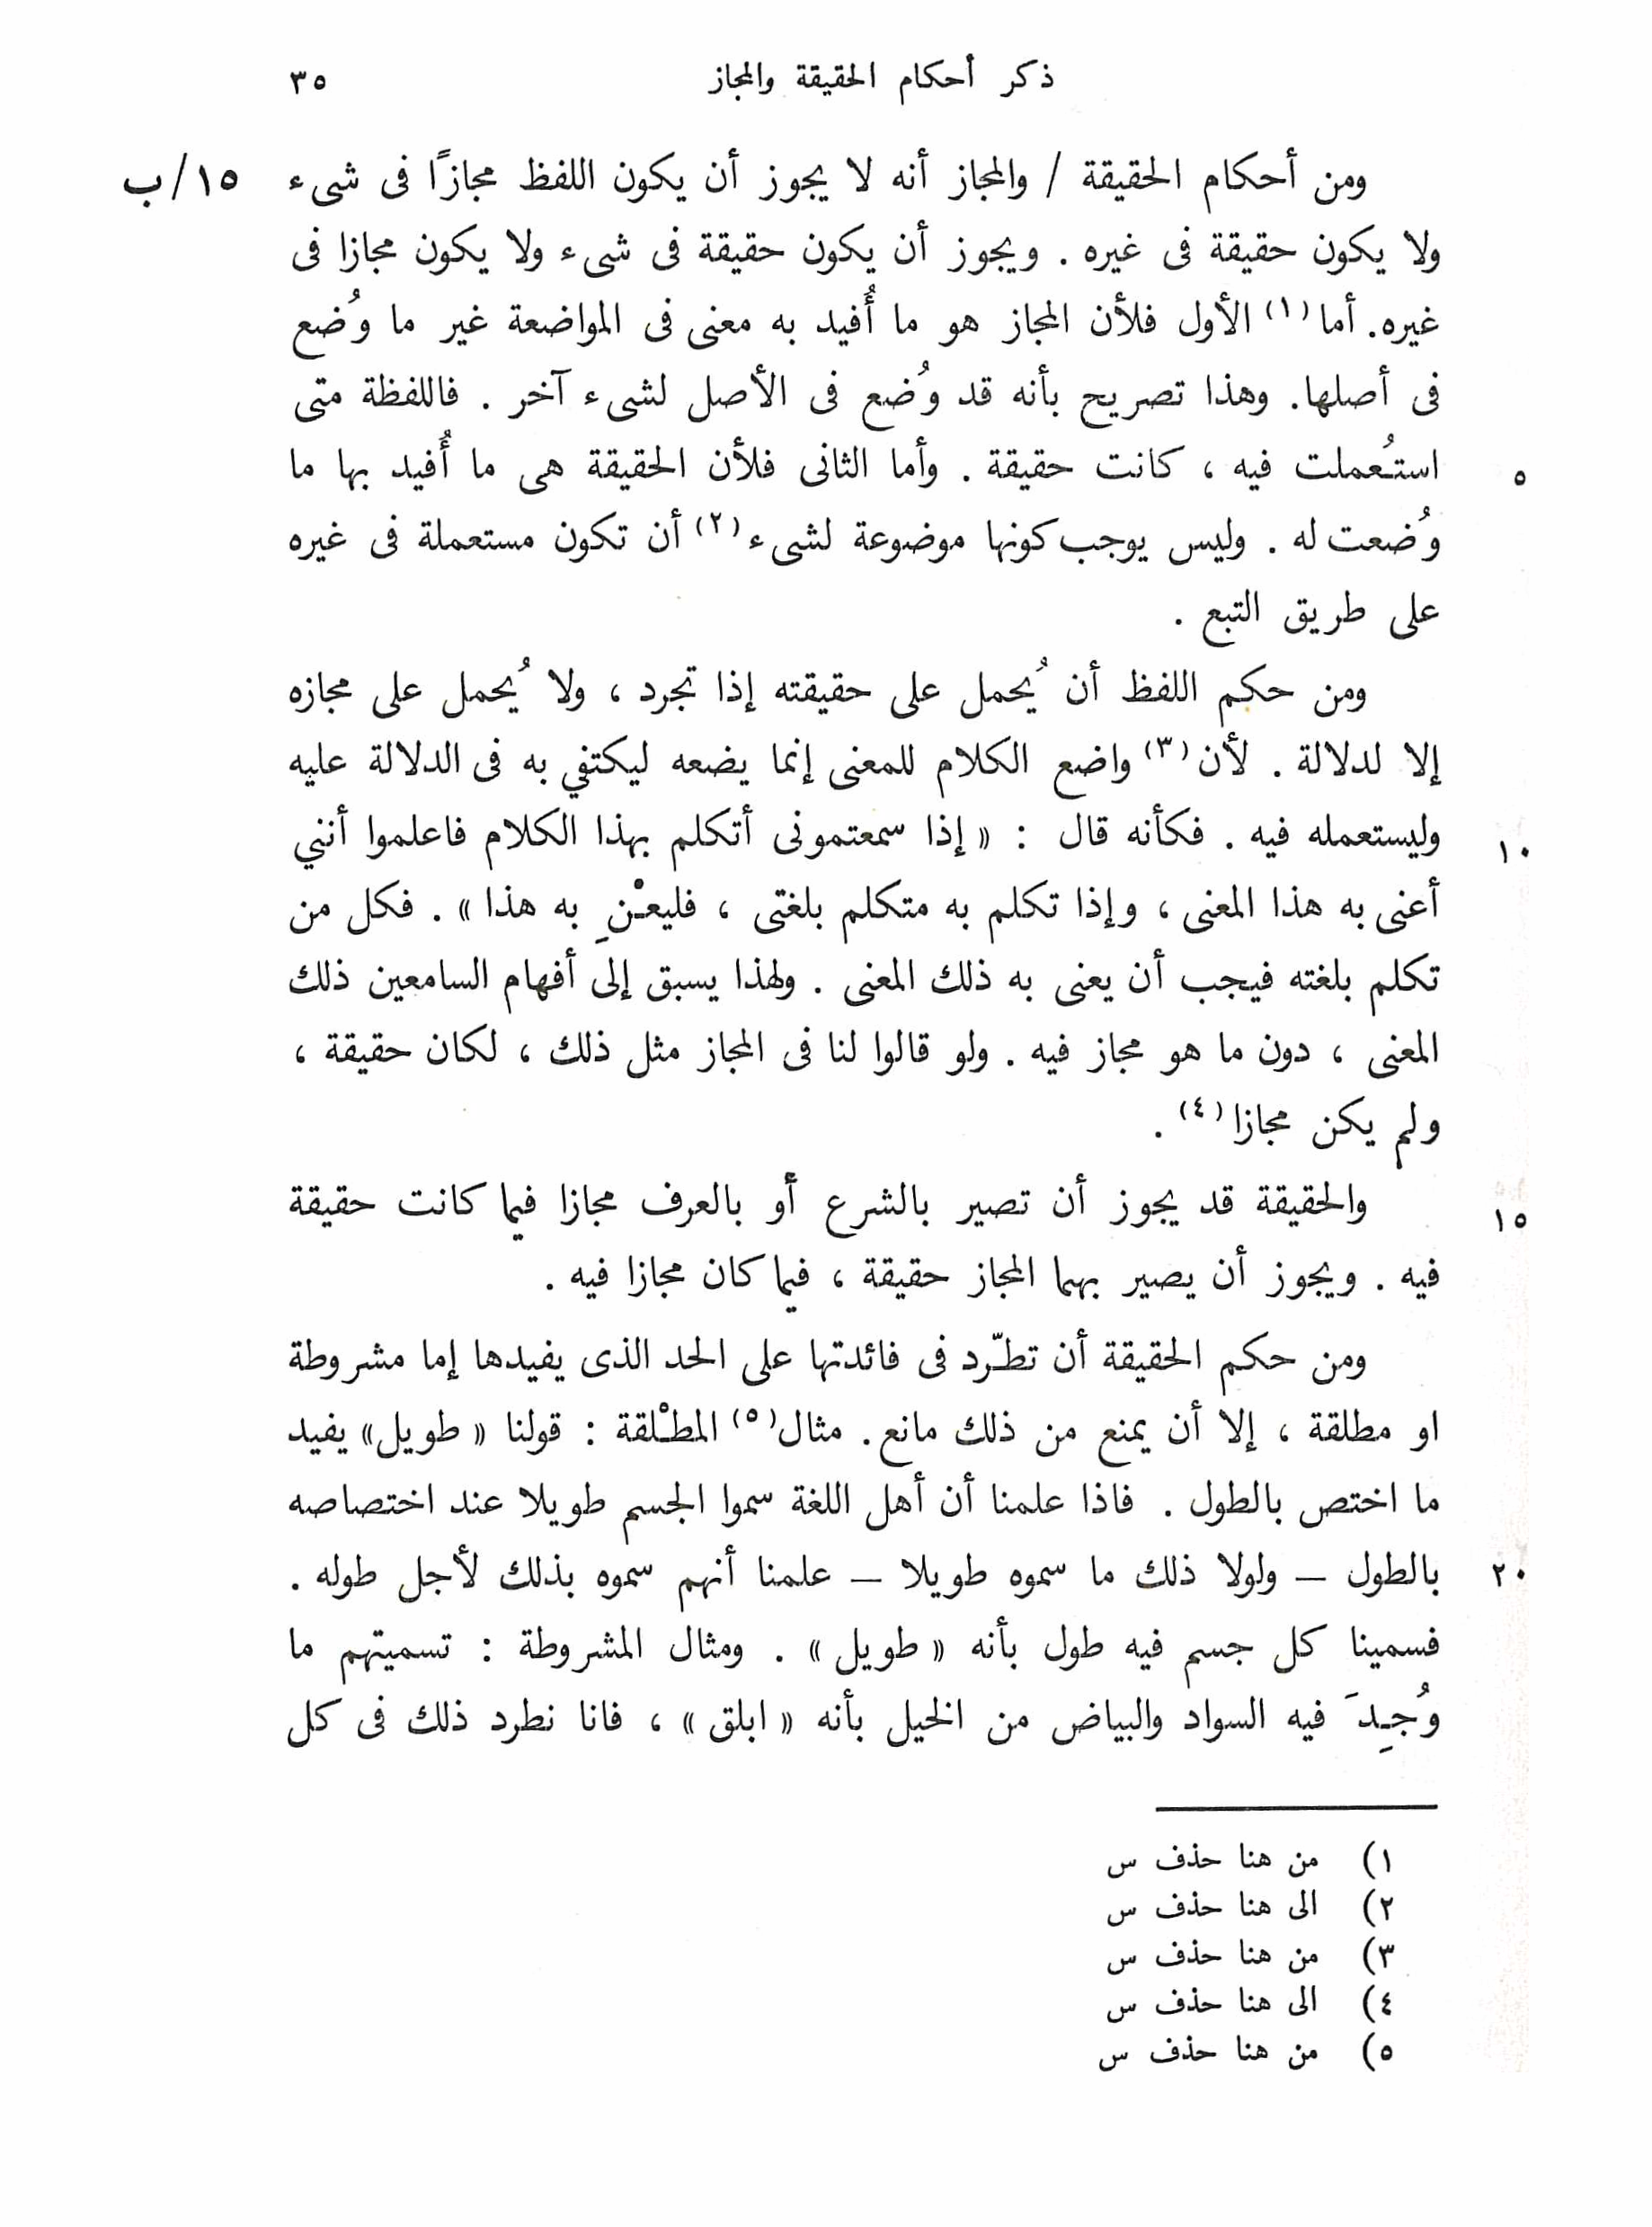 ذكر أحكام الحقيقة والمجاز ٣٥
ومن أحكام الحقيقة / والمجاز أنه لا يجوز أن يكون اللفظ مجازًا فى شىء ١٥/ب
ولا يكون حقيقة فى غيره . ويجوز أن يكون حقيقة فى شىء ولا يكون مجازا فى
غيره. أما (١) الأول فلأن المجاز هو ما أُفيد به معنى فى المواضعة غير ما وُضع
فى أصلها. وهذا تصريح بأنه قد وُضع فى الأصل لشىء آخر . فاللفظة متى
استُعملت فيه ، كانت حقيقة . وأما الثانى فلأن الحقيقة هى ما أُفيد بها ما ٥
وُضعت له . وليس يوجب كونها موضوعة لشىء (٢) أن تكون مستعملة فى غيره
على طريق التبع .
ومن حكم اللفظ أن يُحمل على حقيقته إذا تجرد ، ولا يُحمل على مجازه
إلا لدلالة . لأن (٣) واضع الكلام للمعنى إنما يضعه ليكتفي به فى الدلالة عليه
وليستعمله فيه . فكأنه قال : « إذا سمعتمونى أتكلم بهذا الكلام فاعلموا أنني ١٠
أعنى به هذا المعنى ، وإذا تكلم به متكلم بلغتى ، فليعْنِ به هذا » . فكل من
تكلم بلغته فيجب أن يعنى به ذلك المعنى . ولهذا يسبق إلى أفهام السامعين ذلك
المعنى ، دون ما هو مجاز فيه . ولو قالوا لنا فى المجاز مثل ذلك ، لكان حقيقة ،
ولم يكن مجازا (٤) .
والحقيقة قد يجوز أن تصير بالشرع أو بالعرف مجازا فيما كانت حقيقة ١٥
فيه . ويجوز أن يصير بهما المجاز حقيقة ، فيما كان مجازا فيه .
ومن حكم الحقيقة أن تطّرد فى فائدتها على الحد الذى يفيدها إما مشروطة
او مطلقة ، إلا أن يمنع من ذلك مانع. مثال (٥) المطْلقة : قولنا « طويل» يفيد
ما اختص بالطول . فاذا علمنا أن أهل اللغة سموا الجسم طويلا عند اختصاصه
بالطول – ولولا ذلك ما سموه طويلا – علمنا أنهم سموه بذلك لأجل طوله . ٢٠
فسمينا كل جسم فيه طول بأنه « طويل» . ومثال المشروطة : تسميتهم ما
وُجِدَ فيه السواد والبياض من الخيل بأنه « ابلق » ، فانا نطرد ذلك فى كل
١) من هنا حذف س
٢) الى هنا حذف س
٣) من هنا حذف س
٤) الى هنا حذف س
٥) من هنا حذف س